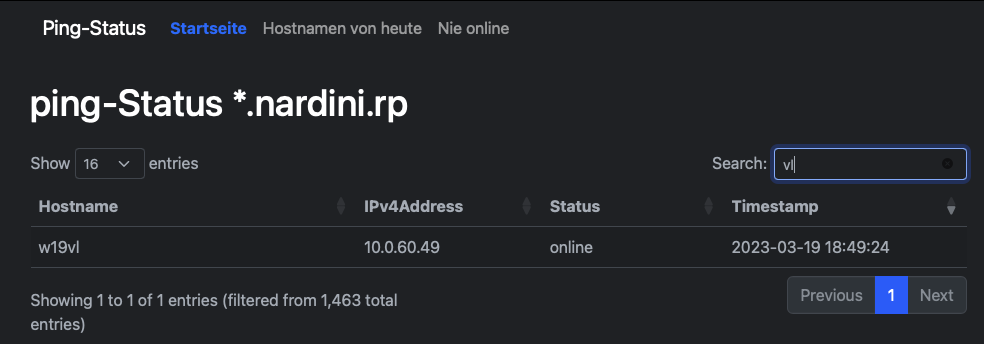 Ping-Status Startseite Hostnamen von heute Nie online
ping-Status *.nardini.rp
Show 16 entries Search: vl
Hostname IPv4Address Status Timestamp
w19vl 10.0.60.49 online 2023-03-19 18:49:24
Showing 1 to 1 of 1 entries (filtered from 1,463 total
entries)
Previous 1 Next